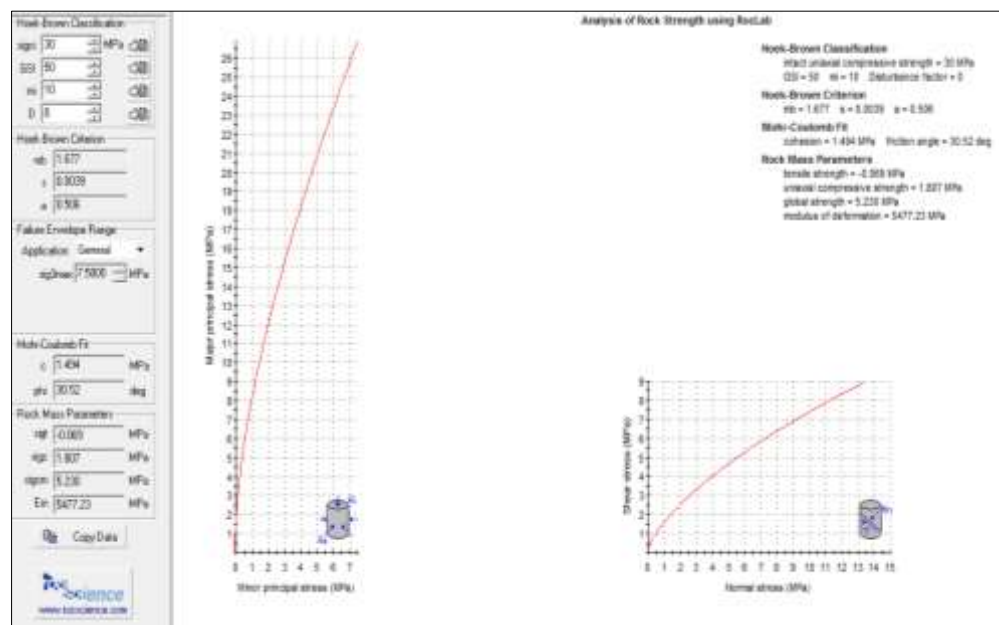 Hoek-Brown Classification
sigci 30 MPa
GSI 50
mi 10
D 0
Hoek-Brown Criterion
mb 1.677
s 0.0039
a 0.506
Failure Envelope Range
Application: General
sig3max 7.5000 MPa
Mohr-Coulomb Fit
c 1.494 MPa
phi 30.52 deg
Rock Mass Parameters
sigt -0.069 MPa
sigc 1.807 MPa
sigcm 5.230 MPa
Em 5477.23 MPa
Copy Data
rocscience
www.rocscience.com
Analysis of Rock Strength using RocLab
Hoek-Brown Classification
intact uniaxial compressive strength = 30 MPa
GSI = 50 mi = 10 Disturbance factor = 0
Hoek-Brown Criterion
mb = 1.677 s = 0.0039 a = 0.506
Mohr-Coulomb Fit
cohesion = 1.494 MPa friction angle = 30.52 deg
Rock Mass Parameters
tensile strength = -0.069 MPa
uniaxial compressive strength = 1.807 MPa
global strength = 5.230 MPa
modulus of deformation = 5477.23 MPa
Major principal stress (MPa)
26
25
24
23
22
21
20
19
18
17
16
15
14
13
12
11
10
9
8
7
6
5
4
3
2
1
0 1 2 3 4 5 6 7
Minor principal stress (MPa)
Shear stress (MPa)
9
8
7
6
5
4
3
2
1
0 1 2 3 4 5 6 7 8 9 10 11 12 13 14 15
Normal stress (MPa)